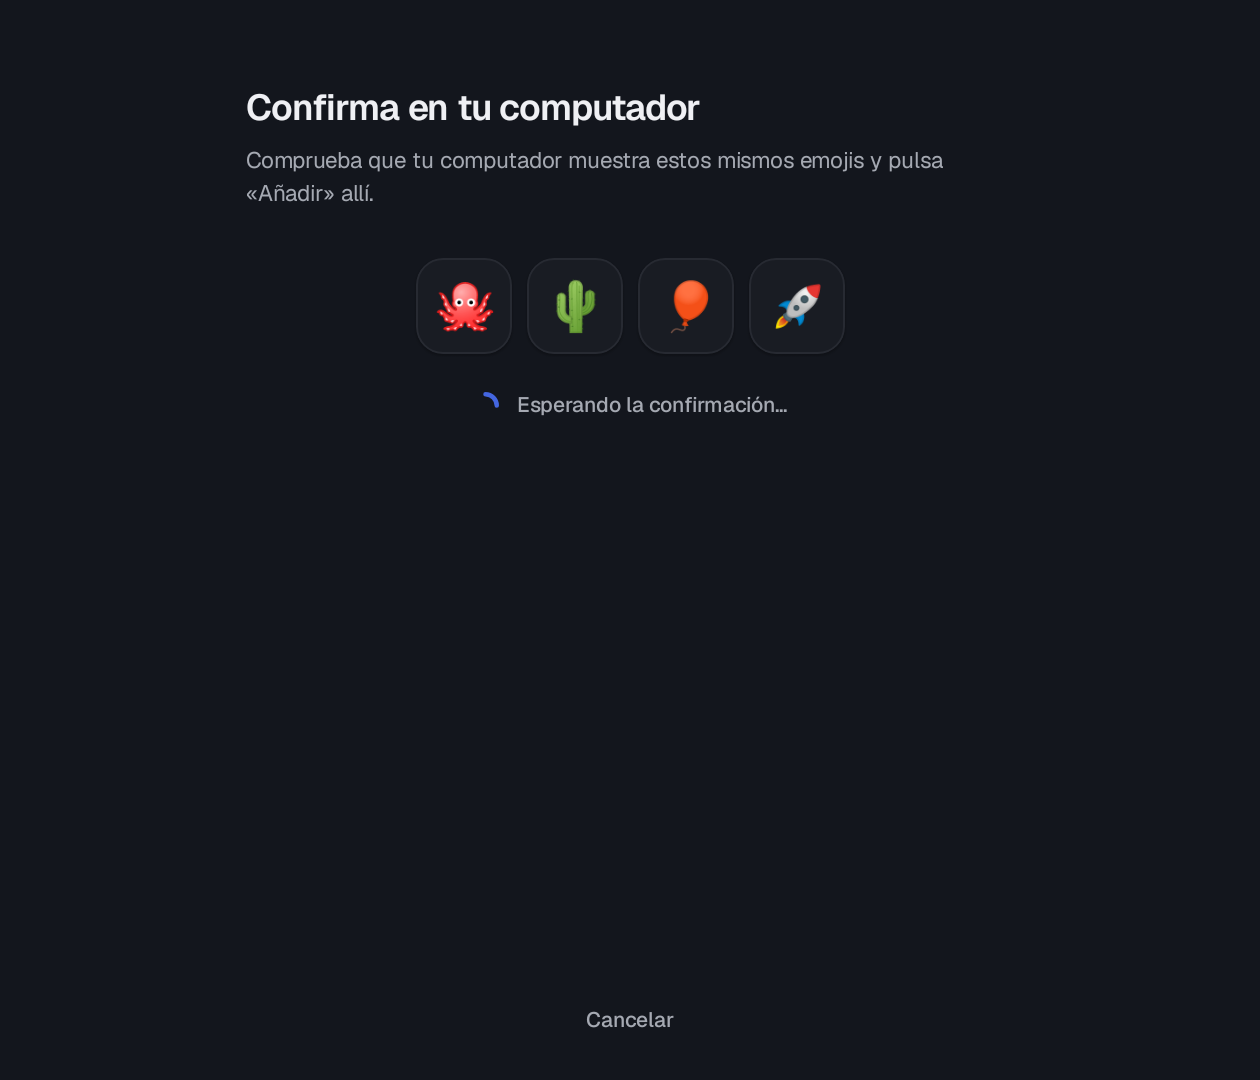 Confirma en tu computador
Comprueba que tu computador muestra estos mismos emojis y pulsa
«Añadir» allí.
Esperando la confirmación…
Cancelar